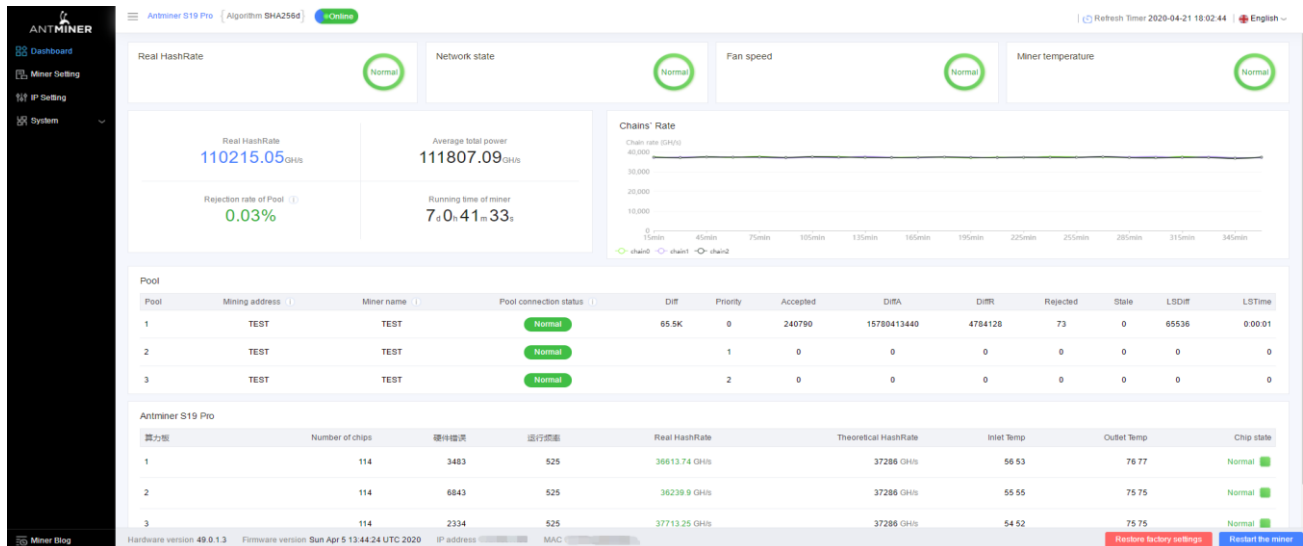 ANTMINER
Antminer S19 Pro Algorithm SHA256d Online
Refresh Timer 2020-04-21 18:02:44 English
Dashboard
Miner Setting
IP Setting
System
Real HashRate Normal
Network state Normal
Fan speed Normal
Miner temperature Normal
Real HashRate
110215.05GH/s
Average total power
111807.09GH/s
Rejection rate of Pool
0.03%
Running time of miner
7d0h41m33s
Chains' Rate
Chain rate (GH/s)
40,000
30,000
20,000
10,000
0
15min 45min 75min 105min 135min 165min 195min 225min 255min 285min 315min 345min
chain0 chain1 chain2
Pool
Pool Mining address Miner name Pool connection status Diff Priority Accepted DiffA DiffR Rejected Stale LSDiff LSTime
1 TEST TEST Normal 65.5K 0 240790 15780413440 4784128 73 0 65536 0:00:01
2 TEST TEST Normal 1 0 0 0 0 0 0 0
3 TEST TEST Normal 2 0 0 0 0 0 0 0
Antminer S19 Pro
算力板 Number of chips 硬件错误 运行频率 Real HashRate Theoretical HashRate Inlet Temp Outlet Temp Chip state
1 114 3483 525 36613.74 GH/s 37286 GH/s 56 53 76 77 Normal
2 114 6843 525 36239.9 GH/s 37286 GH/s 55 55 75 75 Normal
3 114 2334 525 37713.25 GH/s 37286 GH/s 54 52 75 75 Normal
Miner Blog
Hardware version 49.0.1.3 Firmware version Sun Apr 5 13:44:24 UTC 2020 IP address MAC
Restore factory settings Restart the miner